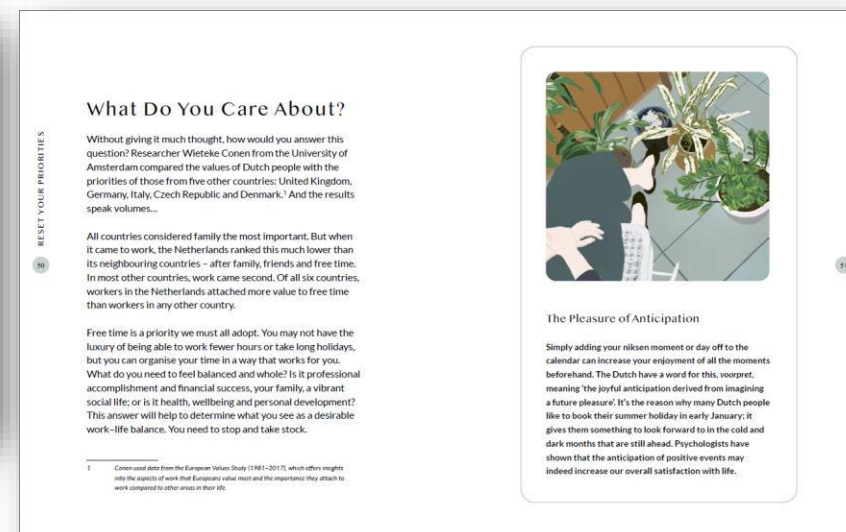 RESET YOUR PRIORITIES
50
What Do You Care About?
Without giving it much thought, how would you answer this
question? Researcher Wieteke Conen from the University of
Amsterdam compared the values of Dutch people with the
priorities of those from five other countries: United Kingdom,
Germany, Italy, Czech Republic and Denmark.1 And the results
speak volumes...
All countries considered family the most important. But when
it came to work, the Netherlands ranked this much lower than
its neighbouring countries – after family, friends and free time.
In most other countries, work came second. Of all six countries,
workers in the Netherlands attached more value to free time
than workers in any other country.
Free time is a priority we must all adopt. You may not have the
luxury of being able to work fewer hours or take long holidays,
but you can organise your time in a way that works for you.
What do you need to feel balanced and whole? Is it professional
accomplishment and financial success, your family, a vibrant
social life; or is it health, wellbeing and personal development?
This answer will help to determine what you see as a desirable
work–life balance. You need to stop and take stock.
1 Conen used data from the European Values Study (1981–2017), which offers insights
into the aspects of work that Europeans value most and the importance they attach to
work compared to other areas in their life.
The Pleasure of Anticipation
Simply adding your niksen moment or day off to the
calendar can increase your enjoyment of all the moments
beforehand. The Dutch have a word for this, voorpret,
meaning ‘the joyful anticipation derived from imagining
a future pleasure’. It’s the reason why many Dutch people
like to book their summer holiday in early January; it
gives them something to look forward to in the cold and
dark months that are still ahead. Psychologists have
shown that the anticipation of positive events may
indeed increase our overall satisfaction with life.